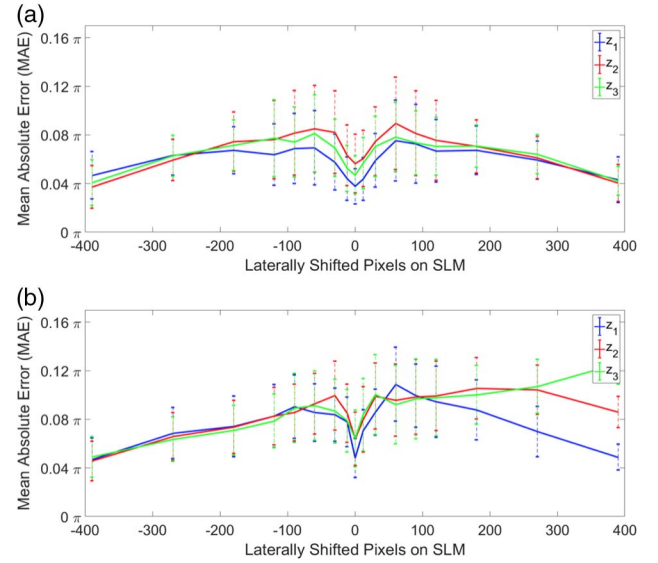 (a)
Mean Absolute Error (MAE)
0.16 π
0.12 π
0.08 π
0.04 π
0 π
-400 -300 -200 -100 0 100 200 300 400
Laterally Shifted Pixels on SLM
z1
z2
z3
(b)
Mean Absolute Error (MAE)
0.16 π
0.12 π
0.08 π
0.04 π
0 π
-400 -300 -200 -100 0 100 200 300 400
Laterally Shifted Pixels on SLM
z1
z2
z3